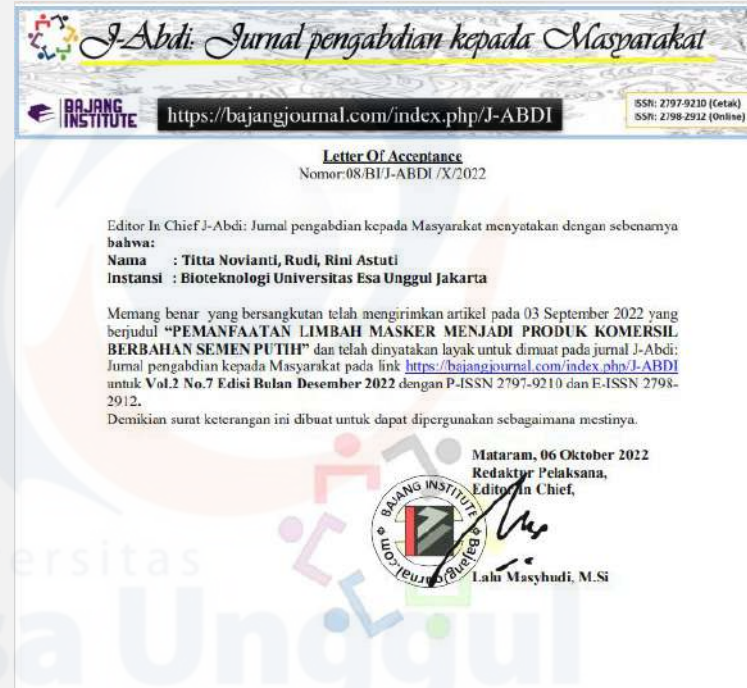 J-Abdi: Jurnal pengabdian kepada Masyarakat
BAJANG
INSTITUTE
https://bajangjournal.com/index.php/J-ABDI
ISSN: 2797-9210 (Cetak)
ISSN: 2798-2912 (Online)
Letter Of Acceptance
Nomor:08/BI/J-ABDI /X/2022
Editor In Chief J-Abdi: Jurnal pengabdian kepada Masyarakat menyatakan dengan sebenarnya
bahwa:
Nama : Titta Novianti, Rudi, Rini Astuti
Instansi : Bioteknologi Universitas Esa Unggul Jakarta
Memang benar yang bersangkutan telah mengirimkan artikel pada 03 September 2022 yang
berjudul “PEMANFAATAN LIMBAH MASKER MENJADI PRODUK KOMERSIL
BERBAHAN SEMEN PUTIH” dan telah dinyatakan layak untuk dimuat pada jurnal J-Abdi:
Jurnal pengabdian kepada Masyarakat pada link https://bajangjournal.com/index.php/J-ABDI
untuk Vol.2 No.7 Edisi Bulan Desember 2022 dengan P-ISSN 2797-9210 dan E-ISSN 2798-
2912.
Demikian surat keterangan ini dibuat untuk dapat dipergunakan sebagaimana mestinya.
Mataram, 06 Oktober 2022
Redaktur Pelaksana,
Editor In Chief,
BAJANG INSTITUTE
Bajangjournal.com
Lalu Masyhudi, M.Si
ersitas
sa Unggul